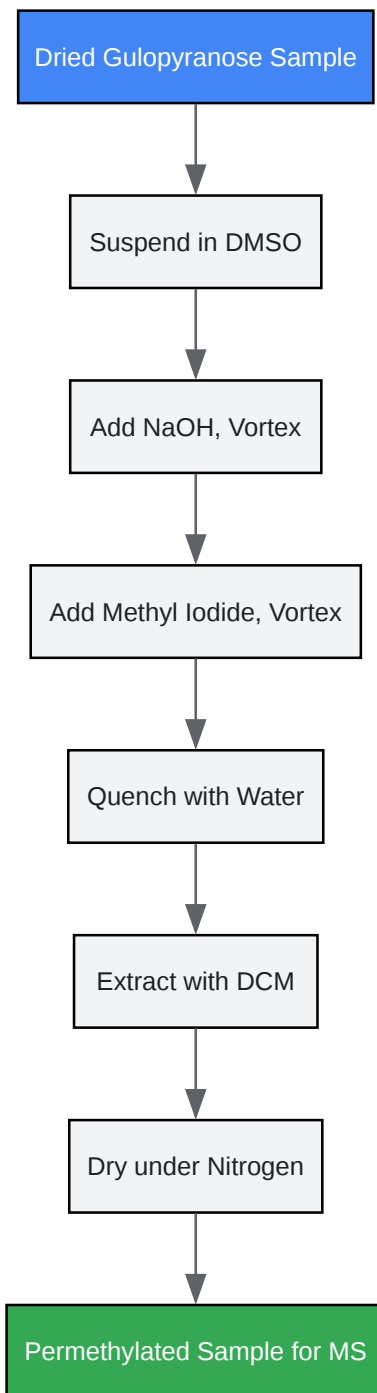 Dried Gulopyranose Sample
Suspend in DMSO
Add NaOH, Vortex
Add Methyl Iodide, Vortex
Quench with Water
Extract with DCM
Dry under Nitrogen
Permethylated Sample for MS